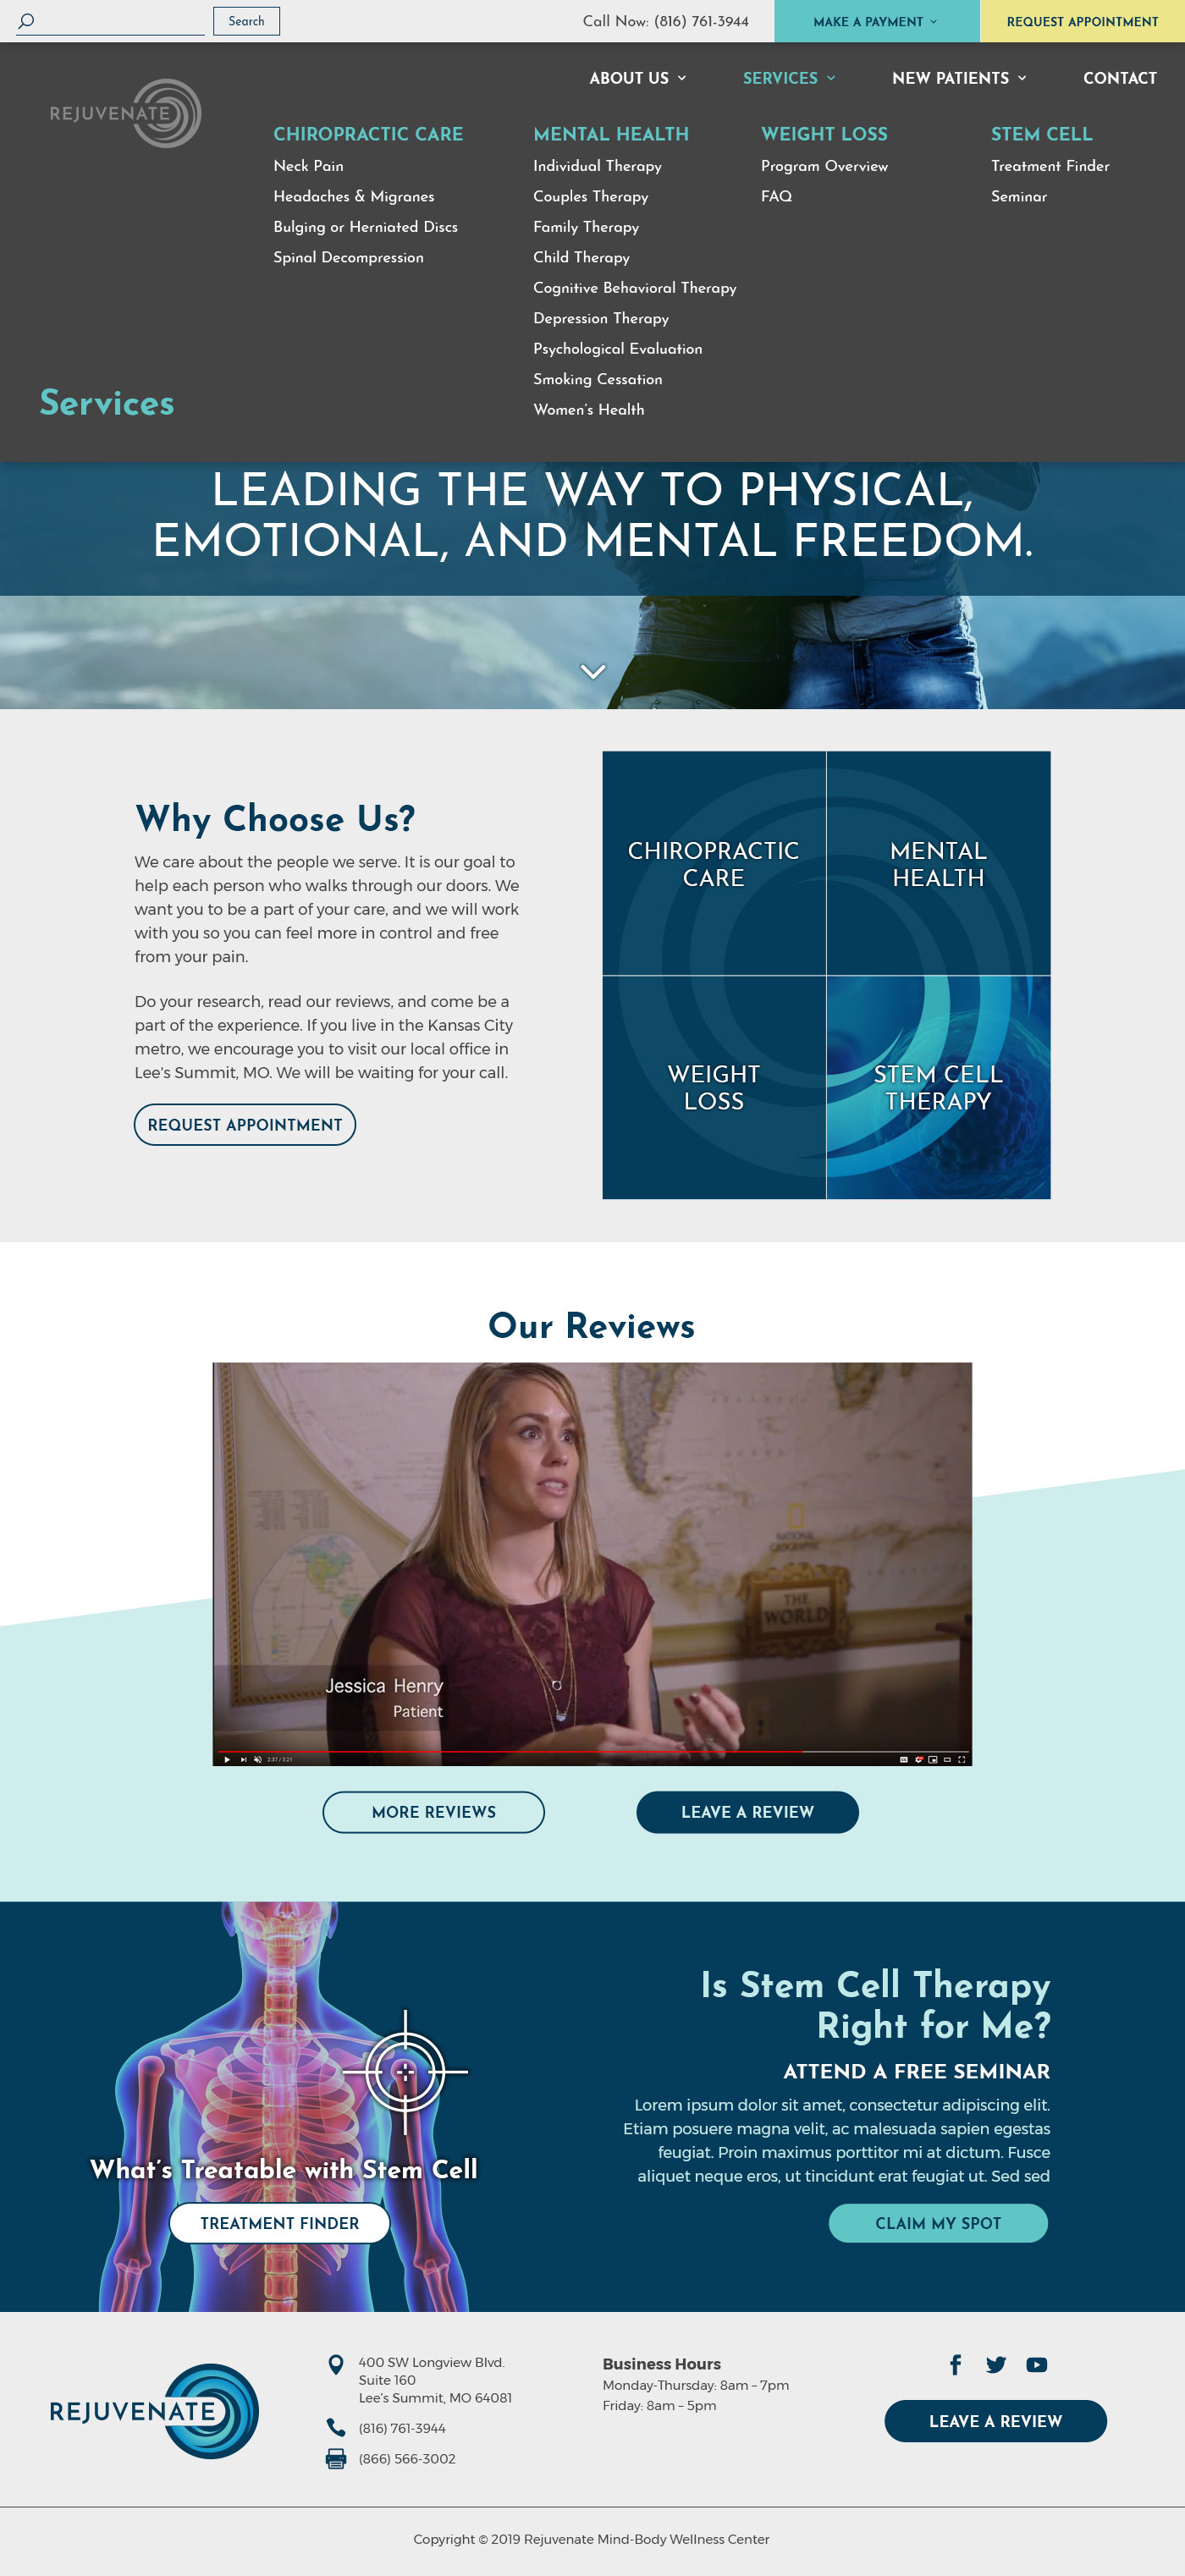 Search
Call Now: (816) 761-3944
MAKE A PAYMENT
REQUEST APPOINTMENT
REJUVENATE
ABOUT US
SERVICES
NEW PATIENTS
CONTACT
CHIROPRACTIC CARE
Neck Pain
Headaches & Migranes
Bulging or Herniated Discs
Spinal Decompression
MENTAL HEALTH
Individual Therapy
Couples Therapy
Family Therapy
Child Therapy
Cognitive Behavioral Therapy
Depression Therapy
Psychological Evaluation
Smoking Cessation
Women's Health
WEIGHT LOSS
Program Overview
FAQ
STEM CELL
Treatment Finder
Seminar
Services
LEADING THE WAY TO PHYSICAL,
EMOTIONAL, AND MENTAL FREEDOM.
Why Choose Us?
We care about the people we serve. It is our goal to
help each person who walks through our doors. We
want you to be a part of your care, and we will work
with you so you can feel more in control and free
from your pain.
Do your research, read our reviews, and come be a
part of the experience. If you live in the Kansas City
metro, we encourage you to visit our local office in
Lee's Summit, MO. We will be waiting for your call.
REQUEST APPOINTMENT
CHIROPRACTIC
CARE
MENTAL
HEALTH
WEIGHT
LOSS
STEM CELL
THERAPY
Our Reviews
NATIONAL
GEOGRAPHIC
THE
WORLD
Jessica Henry
Patient
2:37 / 3:21
MORE REVIEWS
LEAVE A REVIEW
What's Treatable with Stem Cell
TREATMENT FINDER
Is Stem Cell Therapy
Right for Me?
ATTEND A FREE SEMINAR
Lorem ipsum dolor sit amet, consectetur adipiscing elit.
Etiam posuere magna velit, ac malesuada sapien egestas
feugiat. Proin maximus porttitor mi at dictum. Fusce
aliquet neque eros, ut tincidunt erat feugiat ut. Sed sed
CLAIM MY SPOT
REJUVENATE
400 SW Longview Blvd.
Suite 160
Lee's Summit, MO 64081
(816) 761-3944
(866) 566-3002
Business Hours
Monday-Thursday: 8am – 7pm
Friday: 8am – 5pm
LEAVE A REVIEW
Copyright © 2019 Rejuvenate Mind-Body Wellness Center